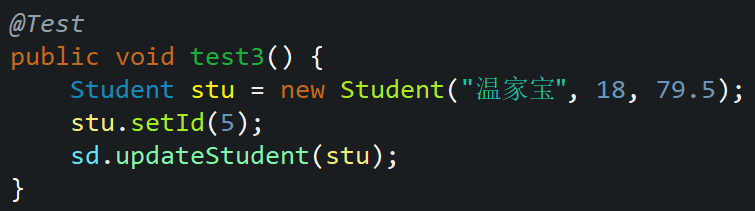 @Test
public void test3() {
    Student stu = new Student("温家宝", 18, 79.5);
    stu.setId(5);
    sd.updateStudent(stu);
}